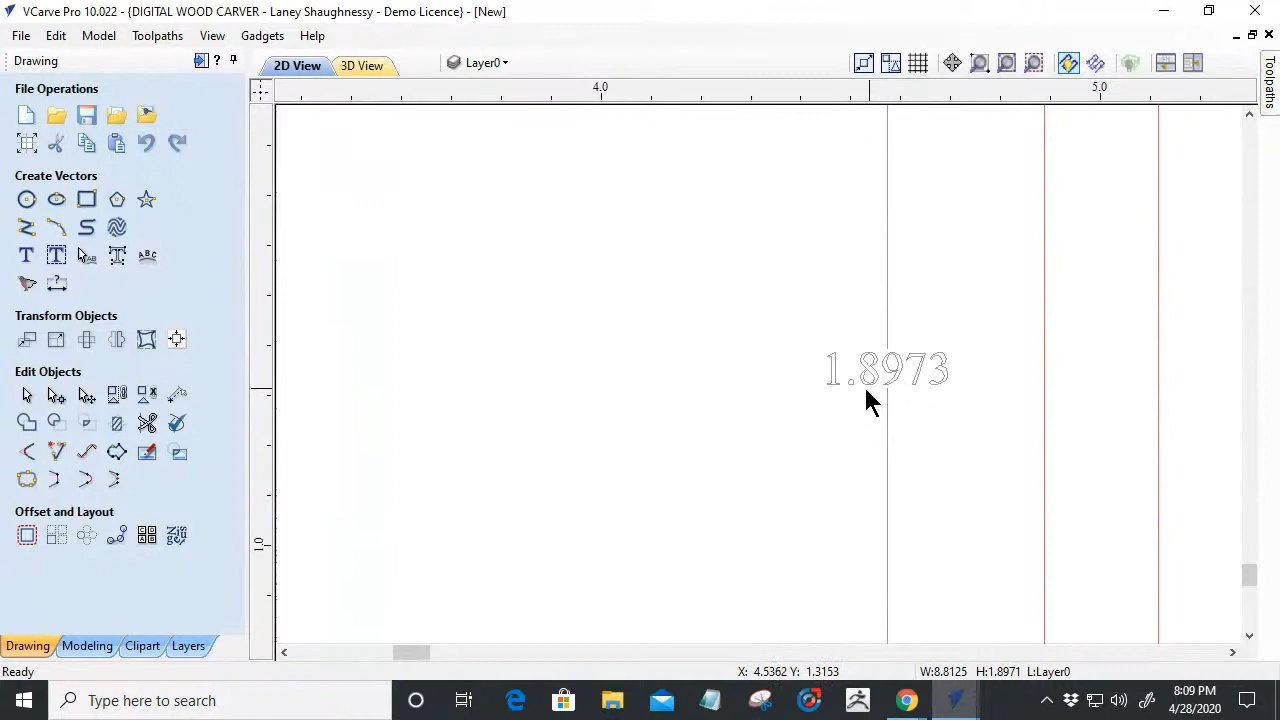 VCarve Pro 10.022 - {DIGITAL WOOD CARVER - Laney Shaughnessy - Demo Licence} - [New]
File Edit Model Toolpaths View Gadgets Help
Drawing
2D View 3D View Layer0
File Operations
Create Vectors
Transform Objects
Edit Objects
Offset and Layout
Drawing Modeling Clipart Layers
4.0 5.0
1.0
1.8973
Toolpaths
Ready X: 4.5362 Y: 1.3153 W:8.8125 H:1.8971 L:Layer0
Type here to search
8:09 PM
4/28/2020